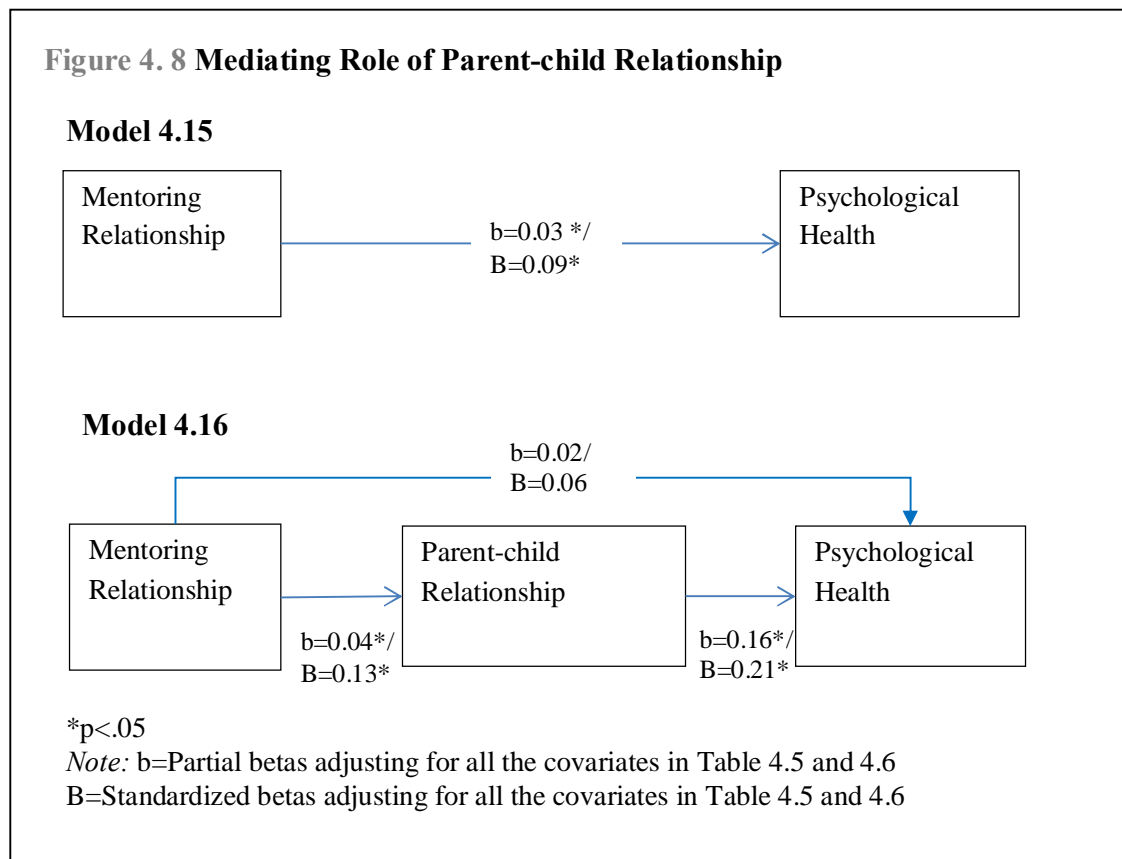 Figure 4. 8 Mediating Role of Parent-child Relationship
Model 4.15
Mentoring
Relationship
b=0.03 */
B=0.09*
Psychological
Health
Model 4.16
b=0.02/
B=0.06
Mentoring
Relationship
b=0.04*/
B=0.13*
Parent-child
Relationship
b=0.16*/
B=0.21*
Psychological
Health
*p<.05
Note: b=Partial betas adjusting for all the covariates in Table 4.5 and 4.6
B=Standardized betas adjusting for all the covariates in Table 4.5 and 4.6